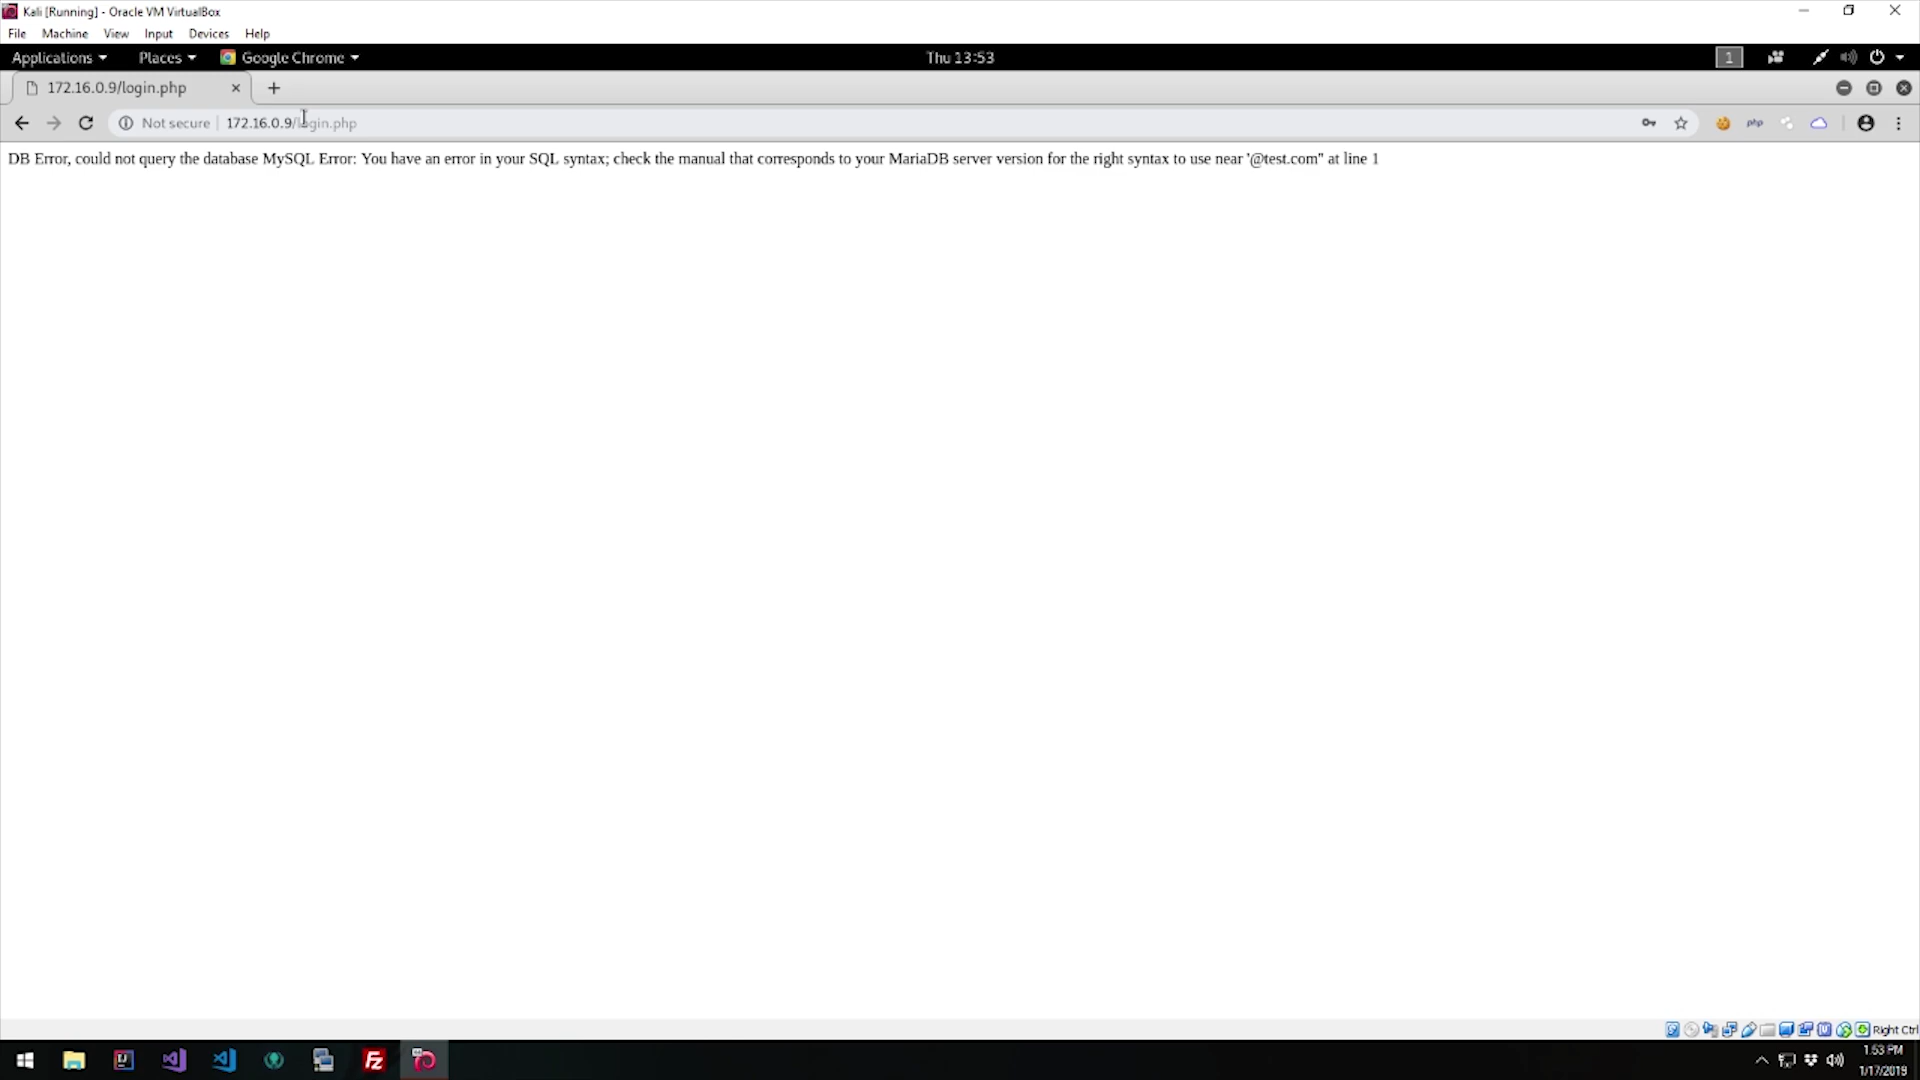 Kali [Running] - Oracle VM VirtualBox
File Machine View Input Devices Help
Applications Places Google Chrome Thu 13:53 1
172.16.0.9/login.php
Not secure 172.16.0.9/login.php php
DB Error, could not query the database MySQL Error: You have an error in your SQL syntax; check the manual that corresponds to your MariaDB server version for the right syntax to use near '@test.com'' at line 1
Right Ctrl
1:53 PM
1/17/2019